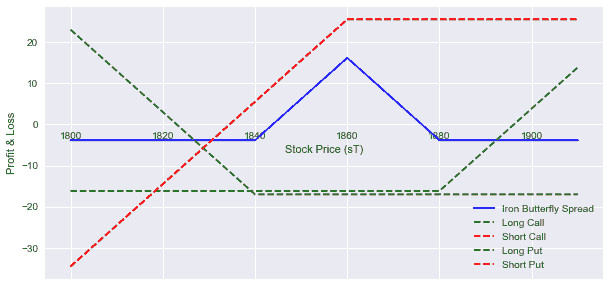 20
10
0
−10
−20
−30
Profit & Loss
1800
1820
1840
1860
1880
1900
Stock Price (sT)
Iron Butterfly Spread
Long Call
Short Call
Long Put
Short Put